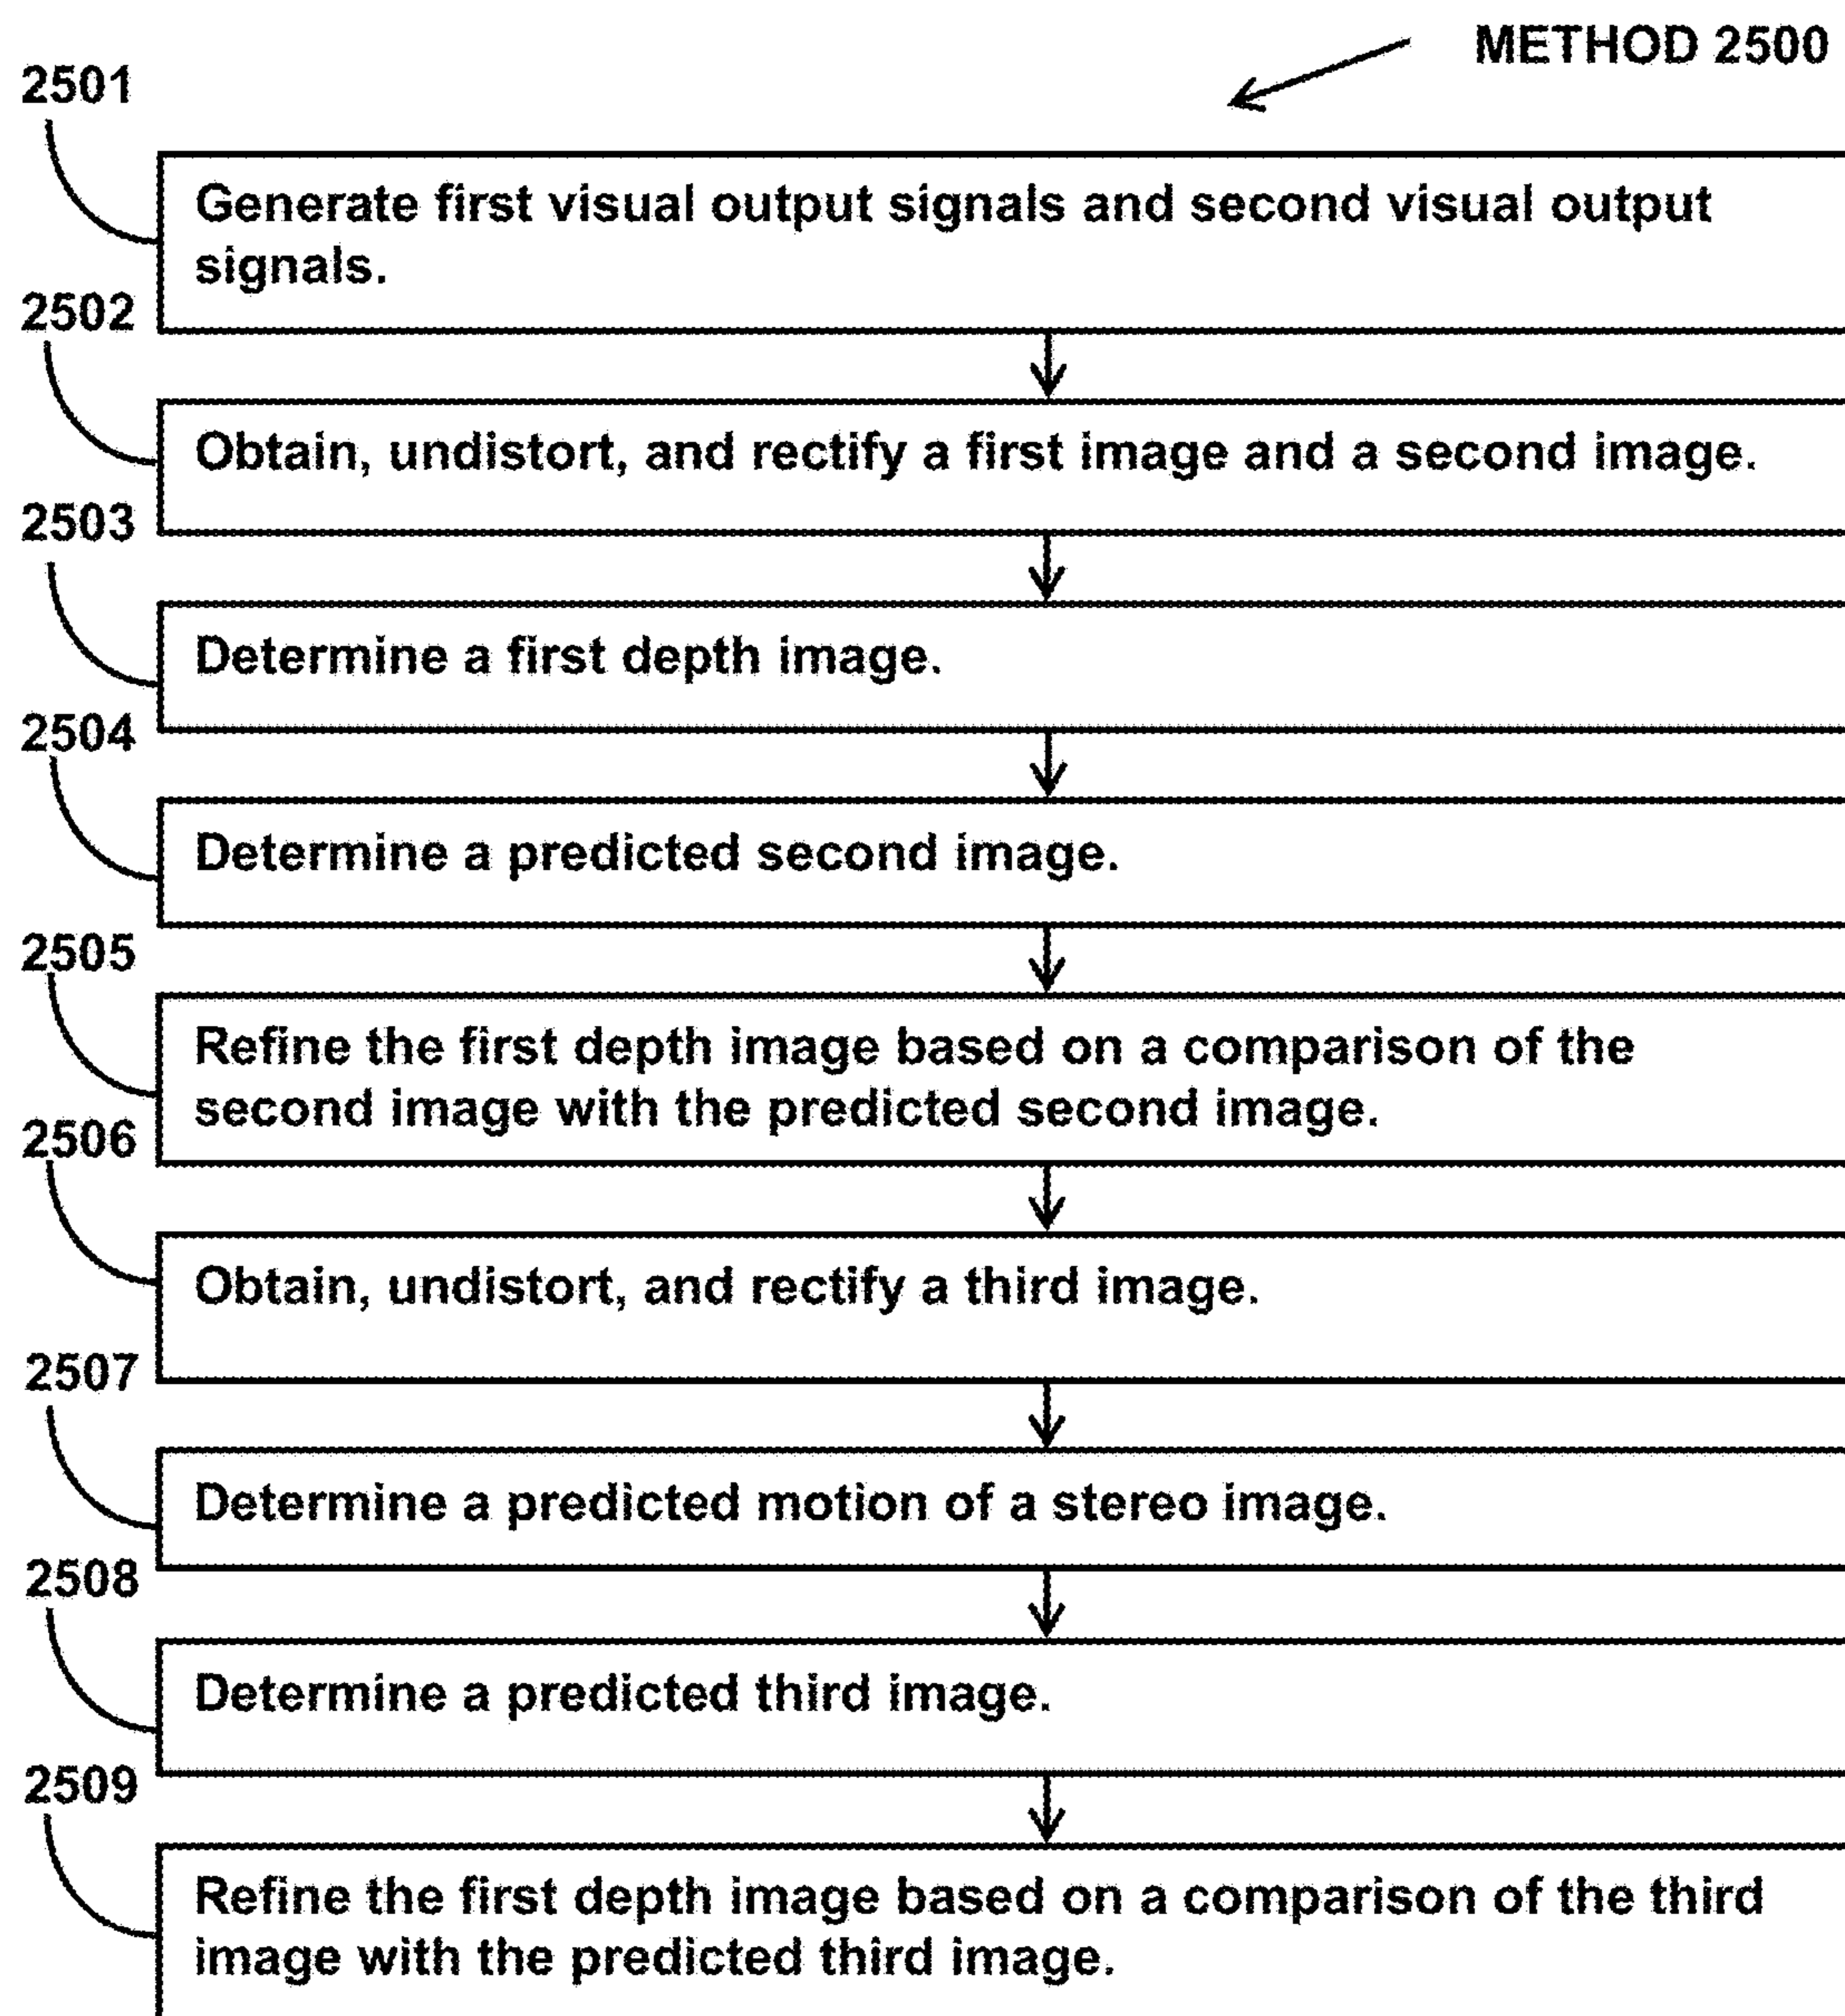 METHOD 2500
2501
Generate first visual output signals and second visual output
signals.
2502
Obtain, undistort, and rectify a first image and a second image.
2503
Determine a first depth image.
2504
Determine a predicted second image.
2505
Refine the first depth image based on a comparison of the
second image with the predicted second image.
2506
Obtain, undistort, and rectify a third image.
2507
Determine a predicted motion of a stereo image.
2508
Determine a predicted third image.
2509
Refine the first depth image based on a comparison of the third
image with the predicted third image.